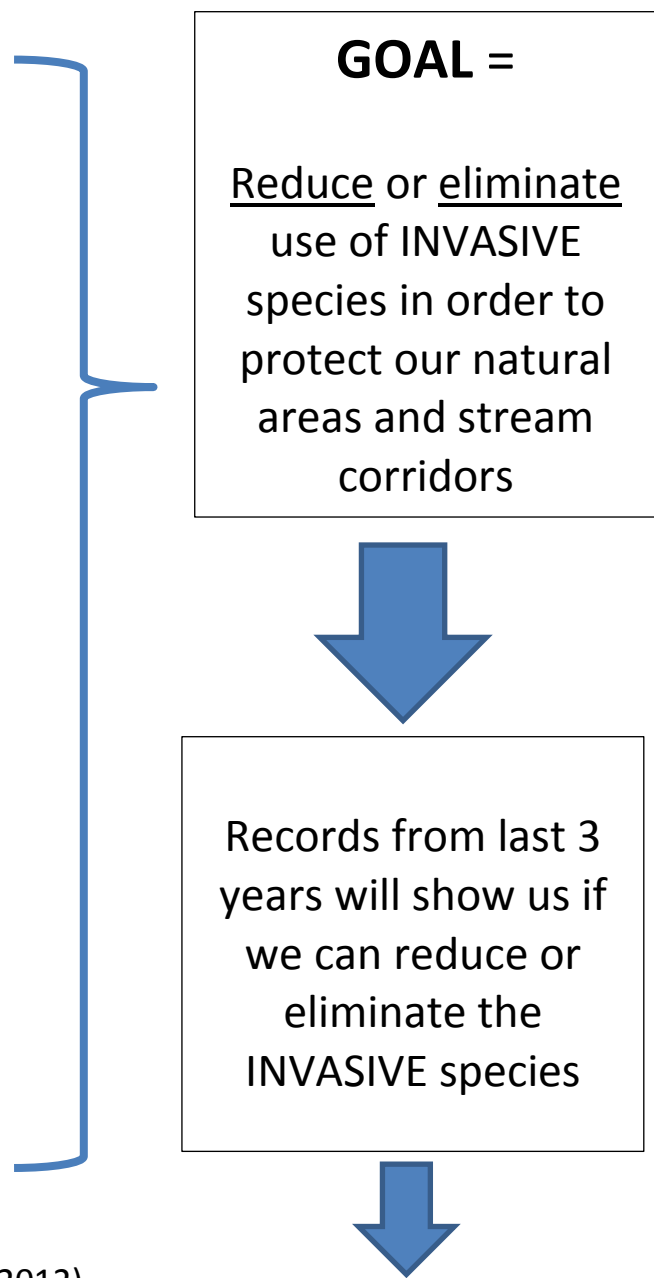 GOAL =
Reduce or eliminate
use of INVASIVE
species in order to
protect our natural
areas and stream
corridors
Records from last 3
years will show us if
we can reduce or
eliminate the
INVASIVE species
2012)